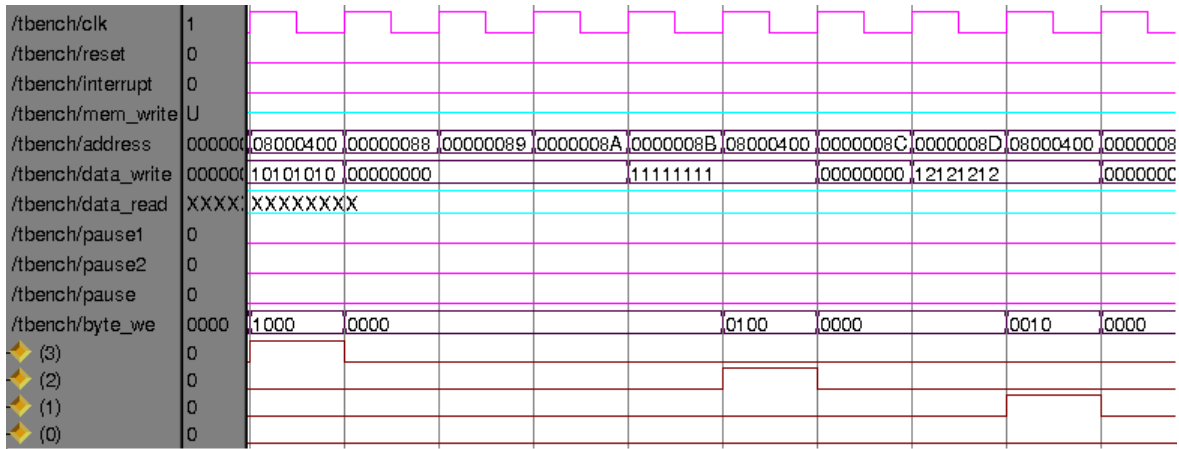 /tbench/clk 1
/tbench/reset 0
/tbench/interrupt 0
/tbench/mem_write U
/tbench/address 000000 08000400 00000088 00000089 0000008A 0000008B 08000400 0000008C 0000008D 08000400 0000008
/tbench/data_write 000000 10101010 00000000 11111111 00000000 12121212 0000000
/tbench/data_read XXXX XXXXXXXX
/tbench/pause1 0
/tbench/pause2 0
/tbench/pause 0
/tbench/byte_we 0000 1000 0000 0100 0000 0010 0000
(3) 0
(2) 0
(1) 0
(0) 0